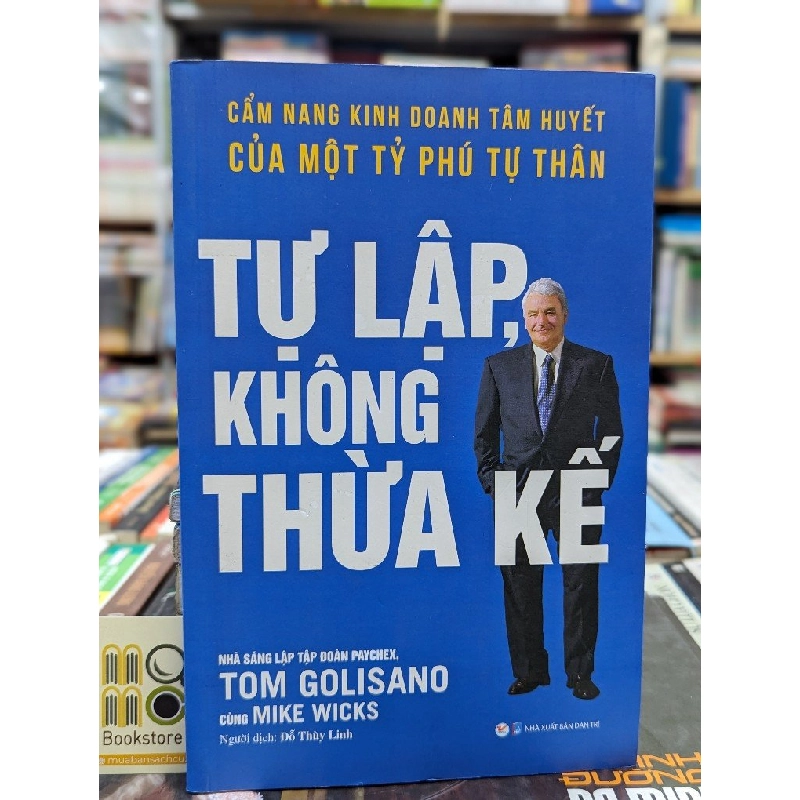 CẨM NANG KINH DOANH TÂM HUYẾT
CỦA MỘT TỶ PHÚ TỰ THÂN
TỰ LẬP,
KHÔNG
THỪA KẾ
NHÀ SÁNG LẬP TẬP ĐOÀN PAYCHEX,
TOM GOLISANO
CÙNG MIKE WICKS
Người dịch: Đỗ Thùy Linh
NHÀ XUẤT BẢN DÂN TRÍ
MOMO
Bookstore